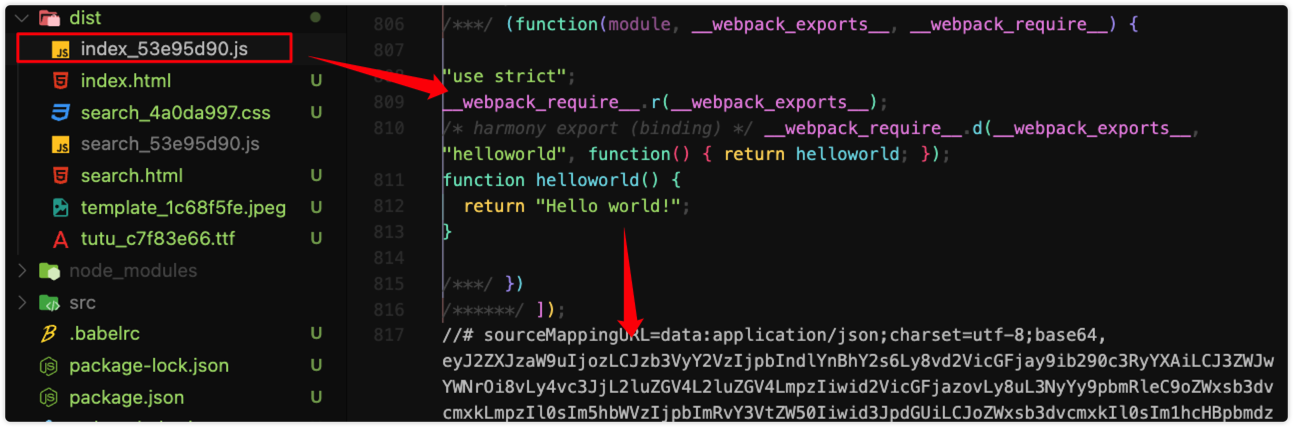 dist
index_53e95d90.js
index.html U
search_4a0da997.css U
search_53e95d90.js
search.html U
template_1c68f5fe.jpeg U
tutu_c7f83e66.ttf U
node_modules
src
.babelrc U
package-lock.json U
package.json U
806 /***/ (function(module, __webpack_exports__, __webpack_require__) {
807
"use strict";
809 __webpack_require__.r(__webpack_exports__);
810 /* harmony export (binding) */ __webpack_require__.d(__webpack_exports__,
"helloworld", function() { return helloworld; });
811 function helloworld() {
812 return "Hello world!";
813 }
814
815 /***/ })
816 /******/ ]);
817 //# sourceMappingURL=data:application/json;charset=utf-8;base64,
eyJ2ZXJzaW9uIjozLCJzb3VyY2VzIjpbIndlYnBhY2s6Ly8vd2VicGFjay9ib290c3RyYXAiLCJ3ZWJw
YWNrOi8vLy4vc3JjL2luZGV4L2luZGV4LmpzIiwid2VicGFjazovLy8uL3NyYy9pbmRleC9oZWxsb3dv
cmxkLmpzIl0sIm5hbWVzIjpbImRvY3VtZW50Iiwid3JpdGUiLCJoZWxsb3dvcmxkIl0sIm1hcHBpbmdz